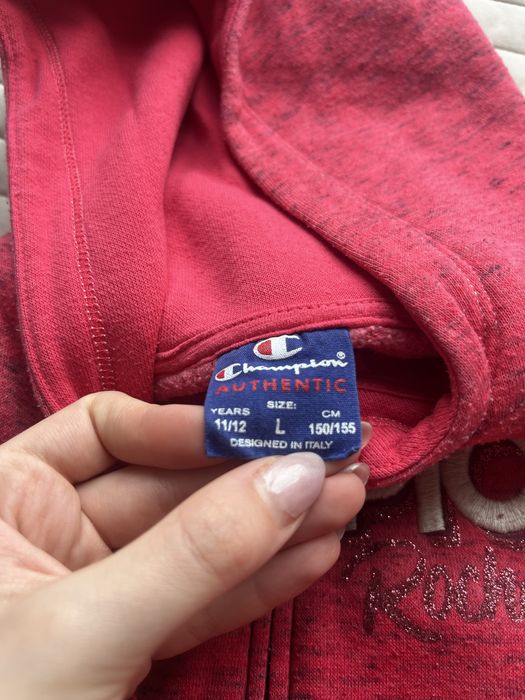 Champion®
AUTHENTIC
YEARS SIZE: CM
11/12 L 150/155
DESIGNED IN ITALY